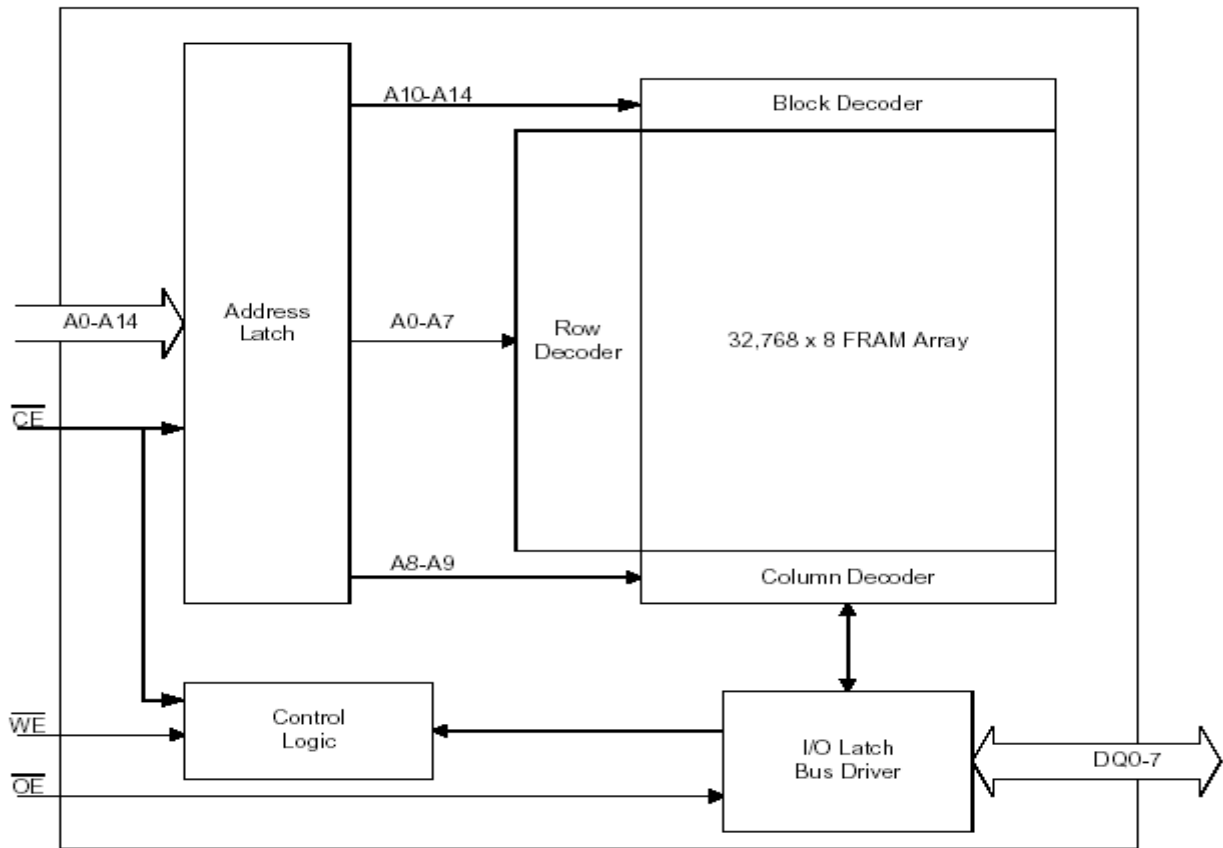 A10-A14
Block Decoder
A0-A14
Address
Latch
A0-A7
Row
Decoder
32,768 x 8 FRAM Array
CE
A8-A9
Column Decoder
WE
Control
Logic
I/O Latch
Bus Driver
DQ0-7
OE